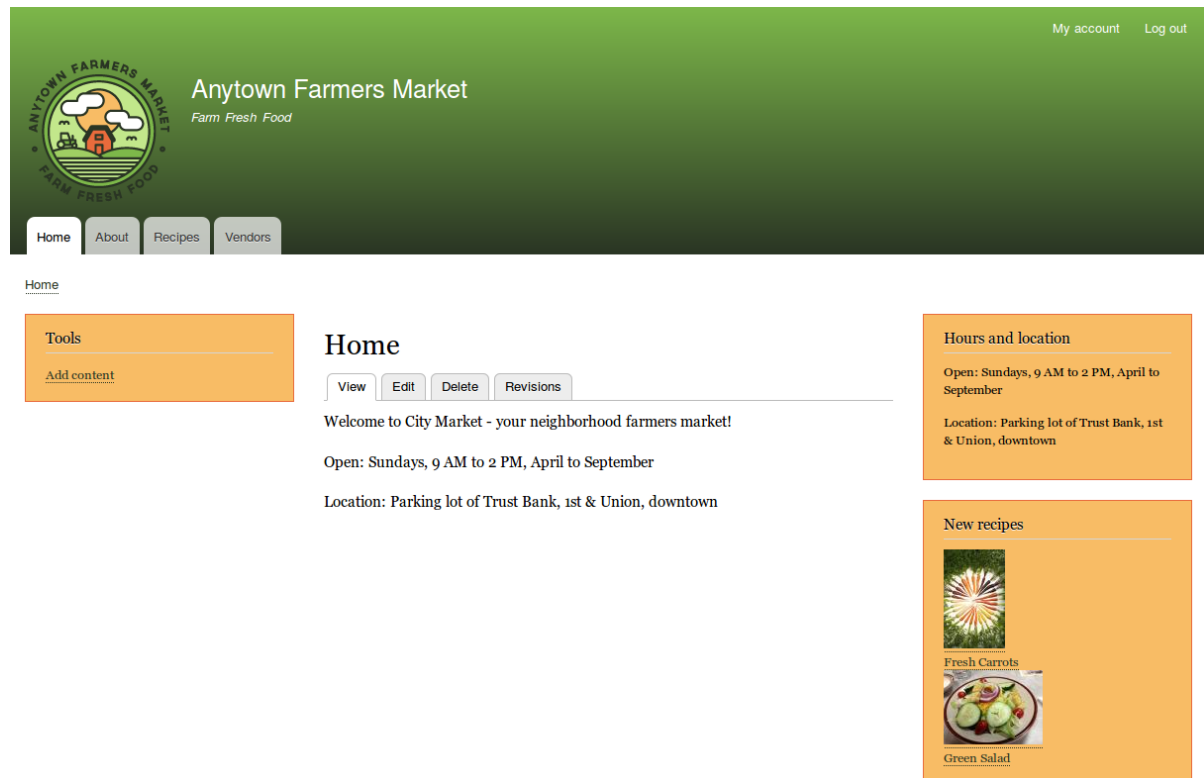 My account Log out
ANYTOWN FARMERS MARKET
FARM FRESH FOOD
Anytown Farmers Market
Farm Fresh Food
Home About Recipes Vendors
Home
Tools
Add content
Home
View Edit Delete Revisions
Welcome to City Market - your neighborhood farmers market!
Open: Sundays, 9 AM to 2 PM, April to September
Location: Parking lot of Trust Bank, 1st & Union, downtown
Hours and location
Open: Sundays, 9 AM to 2 PM, April to
September
Location: Parking lot of Trust Bank, 1st
& Union, downtown
New recipes
Fresh Carrots
Green Salad